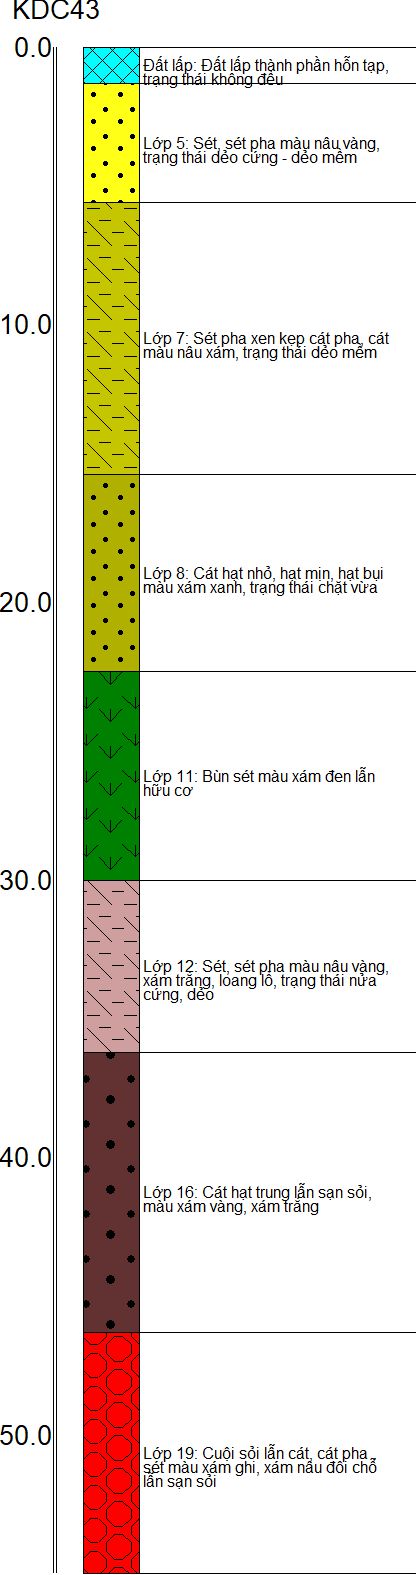 KDC43
0.0
Đất lấp: Đất lấp thành phần hỗn tạp,
trạng thái không đều
Lớp 5: Sét, sét pha màu nâu vàng,
trạng thái dẻo cứng - dẻo mềm
10.0
Lớp 7: Sét pha xen kẹp cát pha, cát
màu nâu xám, trạng thái dẻo mềm
Lớp 8: Cát hạt nhỏ, hạt mịn, hạt bụi
màu xám xanh, trạng thái chặt vừa
20.0
Lớp 11: Bùn sét màu xám đen lẫn
hữu cơ
30.0
Lớp 12: Sét, sét pha màu nâu vàng,
xám trắng, loang lổ, trạng thái nửa
cứng, dẻo
40.0
Lớp 16: Cát hạt trung lẫn sạn sỏi,
màu xám vàng, xám trắng
50.0
Lớp 19: Cuội sỏi lẫn cát, cát pha
sét màu xám ghi, xám nâu đôi chỗ
lẫn sạn sỏi